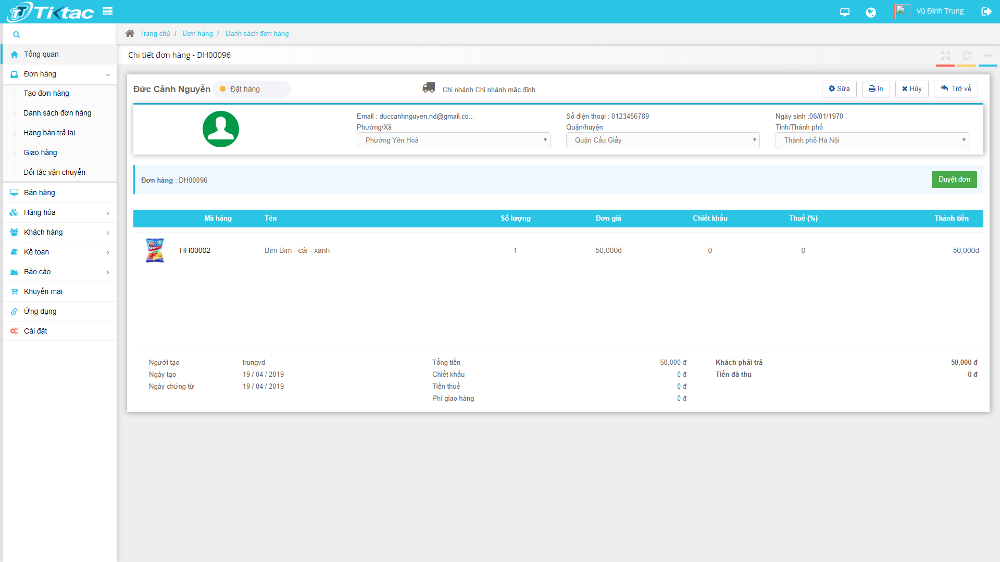 Tiktac
Vũ Đình Trung
Trang chủ / Đơn hàng / Danh sách đơn hàng
Tổng quan
Đơn hàng
Tạo đơn hàng
Danh sách đơn hàng
Hàng bán trả lại
Giao hàng
Đối tác vận chuyển
Bán hàng
Hàng hóa
Khách hàng
Kế toán
Báo cáo
Khuyến mại
Ứng dụng
Cài đặt
Chi tiết đơn hàng - DH00096
Đức Cảnh Nguyễn Đặt hàng
Chi nhánh Chi nhánh mặc định
Sửa In Hủy Trở về
Email : duccanhnguyen.nd@gmail.co... Số điện thoại : 0123456789 Ngày sinh :06/01/1970
Phường/Xã Quận/huyện Tỉnh/Thành phố
Phường Yên Hoà Quận Cầu Giấy Thành phố Hà Nội
Đơn hàng : DH00096 Duyệt đơn
Mã hàng Tên Số lượng Đơn giá Chiết khấu Thuế (%) Thành tiền
HH00002 Bim Bim - cái - xanh 1 50,000đ 0 0 50,000đ
Người tạo trungvd Tổng tiền 50,000 đ Khách phải trả 50,000 đ
Ngày tạo 19 / 04 / 2019 Chiết khấu 0 đ Tiền đã thu 0 đ
Ngày chứng từ 19 / 04 / 2019 Tiền thuế 0 đ
Phí giao hàng 0 đ